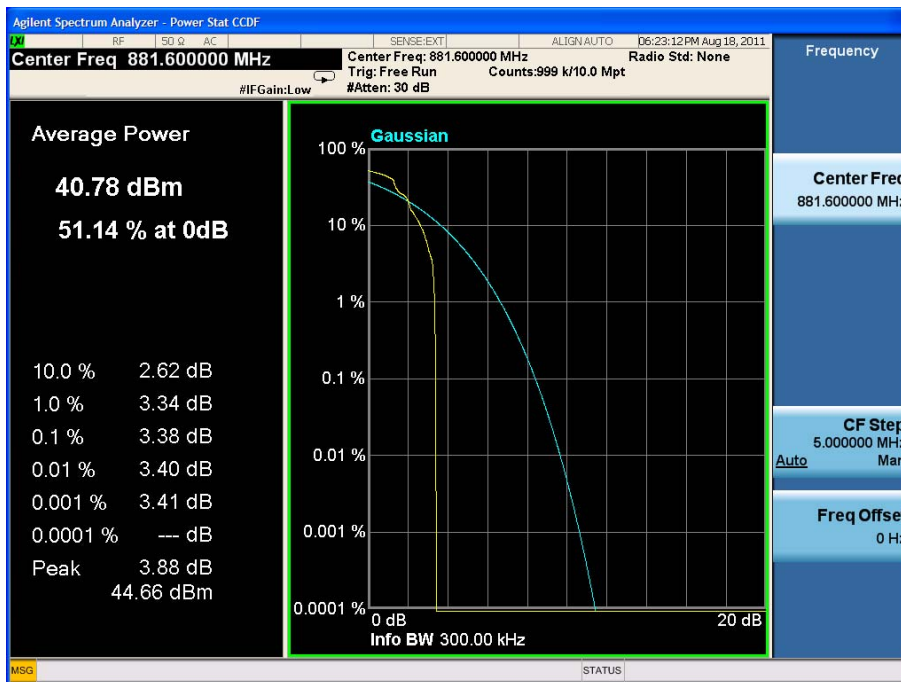 Agilent Spectrum Analyzer - Power Stat CCDF
LXI RF 50 Ω AC SENSE:EXT ALIGN AUTO 06:23:12 PM Aug 18, 2011
Center Freq 881.600000 MHz
Center Freq: 881.600000 MHz Radio Std: None
Trig: Free Run Counts:999 k/10.0 Mpt
#IFGain:Low #Atten: 30 dB
Frequency
Average Power
40.78 dBm
51.14 % at 0dB
10.0 % 2.62 dB
1.0 % 3.34 dB
0.1 % 3.38 dB
0.01 % 3.40 dB
0.001 % 3.41 dB
0.0001 % --- dB
Peak 3.88 dB
44.66 dBm
Gaussian
100 %
10 %
1 %
0.1 %
0.01 %
0.001 %
0.0001 %
0 dB 20 dB
Info BW 300.00 kHz
Center Freq
881.600000 MHz
CF Step
5.000000 MHz
Auto Man
Freq Offse
0 Hz
MSG STATUS